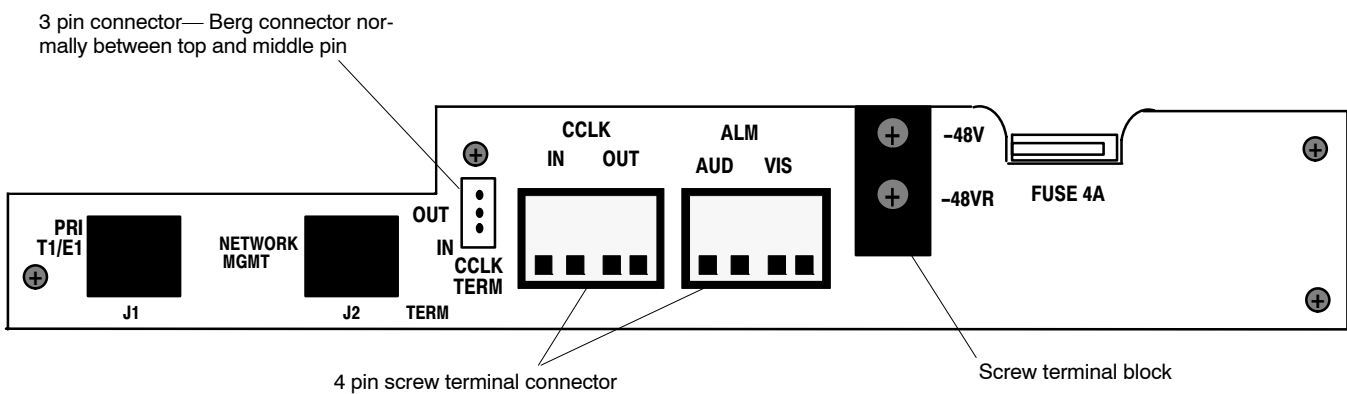 3 pin connector— Berg connector nor-
mally between top and middle pin
CCLK
IN OUT
ALM
AUD VIS
–48V
–48VR
FUSE 4A
PRI
T1/E1
J1
NETWORK
MGMT
J2
TERM
OUT
IN
CCLK
TERM
4 pin screw terminal connector
Screw terminal block